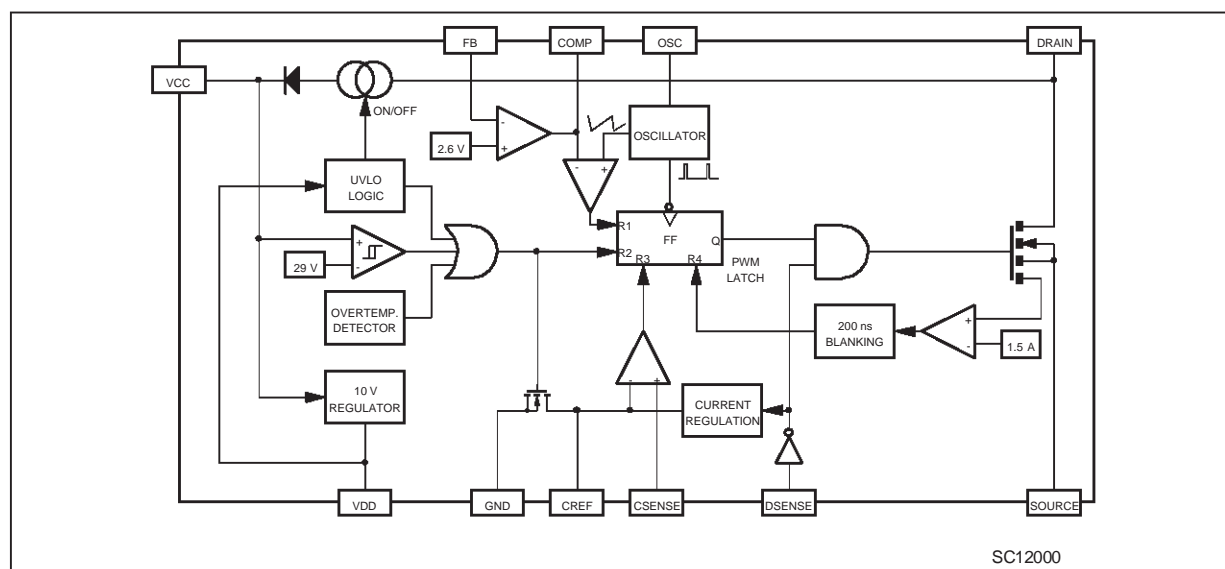 FB
COMP
OSC
DRAIN
VCC
ON/OFF
-
+
2.6 V
OSCILLATOR
- +
UVLO
LOGIC
R1
FF
Q
R2
R3
R4
PWM
LATCH
+
-
29 V
OVERTEMP.
DETECTOR
200 ns
BLANKING
+
-
1.5 A
10 V
REGULATOR
- +
CURRENT
REGULATION
VDD
GND
CREF
CSENSE
DSENSE
SOURCE
SC12000